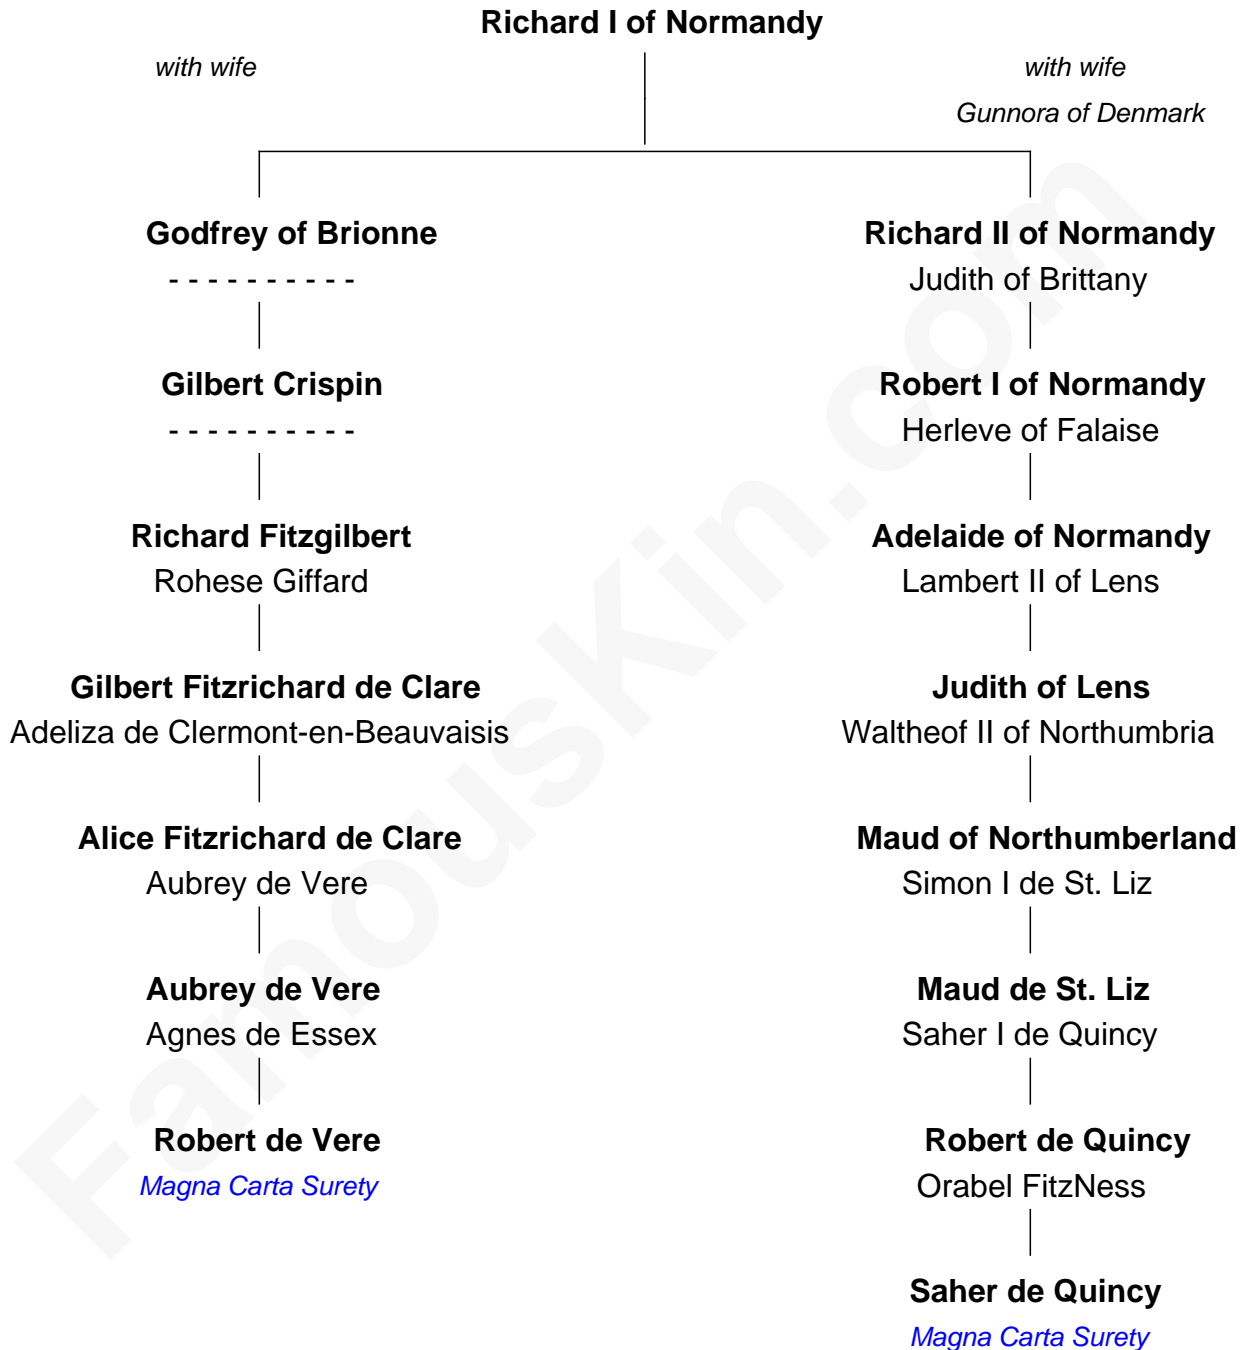 Richard I of Normandy
with wife
with wife
Gunnora of Denmark
Godfrey of Brionne
- - - - - - - - - -
Gilbert Crispin
- - - - - - - - - -
Richard Fitzgilbert
Rohese Giffard
Gilbert Fitzrichard de Clare
Adeliza de Clermont-en-Beauvaisis
Alice Fitzrichard de Clare
Aubrey de Vere
Aubrey de Vere
Agnes de Essex
Robert de Vere
Magna Carta Surety
Richard II of Normandy
Judith of Brittany
Robert I of Normandy
Herleve of Falaise
Adelaide of Normandy
Lambert II of Lens
Judith of Lens
Waltheof II of Northumbria
Maud of Northumberland
Simon I de St. Liz
Maud de St. Liz
Saher I de Quincy
Robert de Quincy
Orabel FitzNess
Saher de Quincy
Magna Carta Surety
FamousKin.com